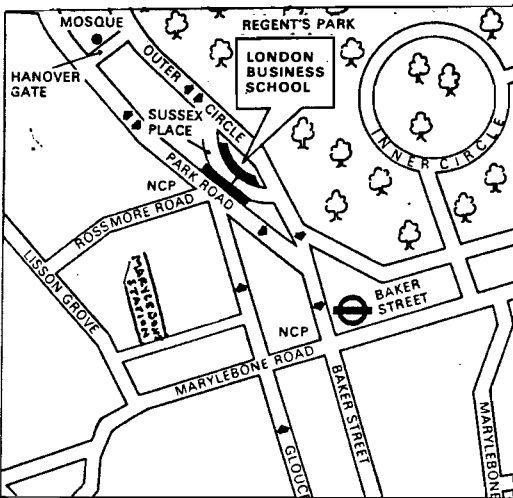 MOSQUE
REGENT'S PARK
HANOVER
GATE
OUTER
CIRCLE
LONDON
BUSINESS
SCHOOL
SUSSEX
PLACE
INNER CIRCLE
PARK ROAD
NCP
ROSSMORE ROAD
LISSON GROVE
MARYLEBONE
STATION
BAKER
STREET
NCP
MARYLEBONE ROAD
BAKER STREET
GLOUC
MARYLEBONE